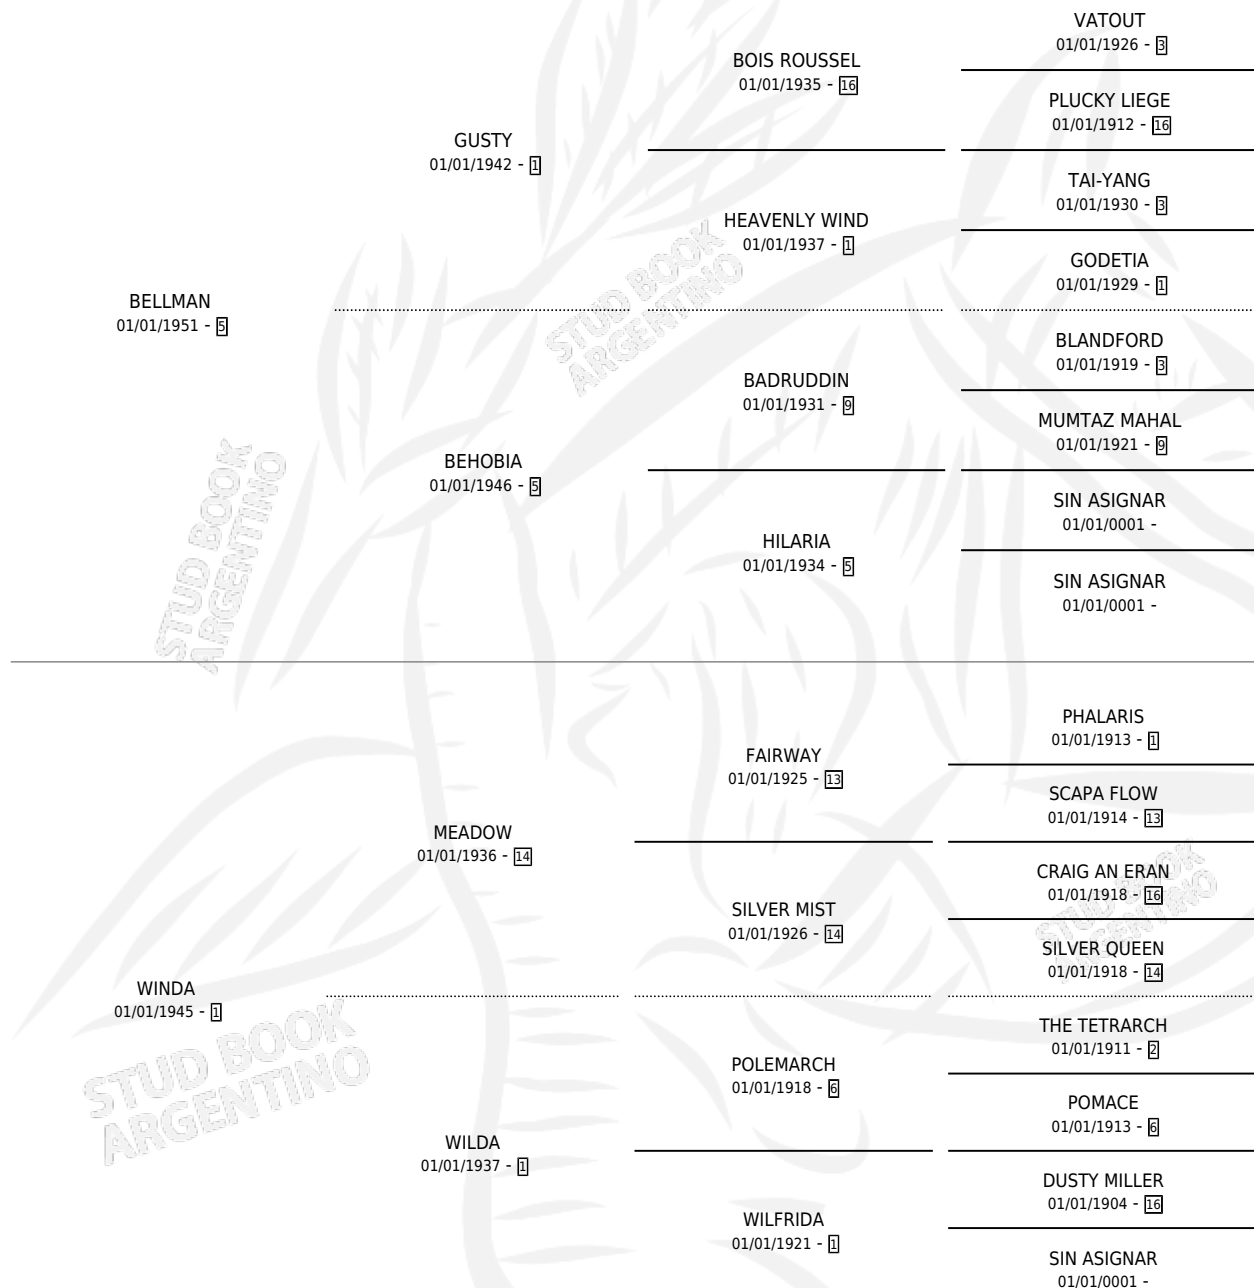 VATOUT
01/01/1926 - 3
BOIS ROUSSEL
01/01/1935 - 16
PLUCKY LIEGE
01/01/1912 - 16
GUSTY
01/01/1942 - 1
TAI-YANG
01/01/1930 - 3
HEAVENLY WIND
01/01/1937 - 1
GODETIA
01/01/1929 - 1
BELLMAN
01/01/1951 - 5
STUD BOOK
ARGENTINO
BLANDFORD
01/01/1919 - 3
BADRUDDIN
01/01/1931 - 9
MUMTAZ MAHAL
01/01/1921 - 9
BEHOBIA
01/01/1946 - 5
SIN ASIGNAR
01/01/0001 -
HILARIA
01/01/1934 - 5
SIN ASIGNAR
01/01/0001 -
STUD BOOK
ARGENTINO
PHALARIS
01/01/1913 - 1
FAIRWAY
01/01/1925 - 13
SCAPA FLOW
01/01/1914 - 13
MEADOW
01/01/1936 - 14
CRAIG AN ERAN
01/01/1918 - 16
SILVER MIST
01/01/1926 - 14
STUD BOOK
ARGENTINO
SILVER QUEEN
01/01/1918 - 14
WINDA
01/01/1945 - 1
THE TETRARCH
01/01/1911 - 2
POLEMARCH
01/01/1918 - 6
STUD BOOK
ARGENTINO
POMACE
01/01/1913 - 6
WILDA
01/01/1937 - 1
DUSTY MILLER
01/01/1904 - 16
WILFRIDA
01/01/1921 - 1
SIN ASIGNAR
01/01/0001 -